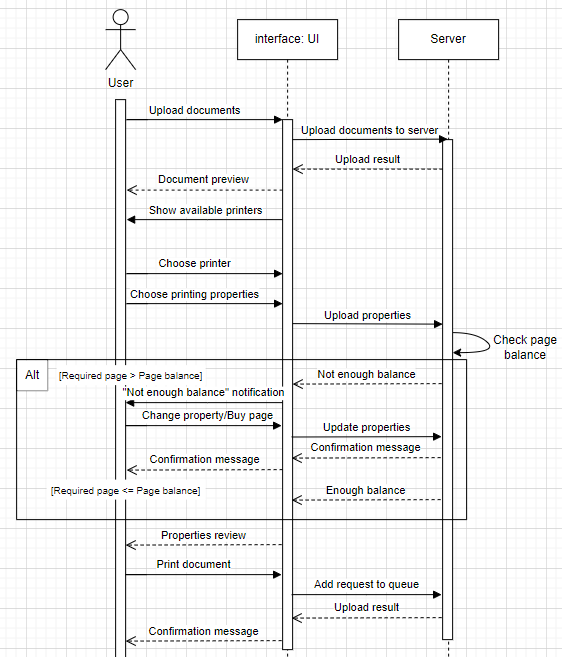 interface: UI
Server
User
Upload documents
Upload documents to server
Upload result
Document preview
Show available printers
Choose printer
Choose printing properties
Upload properties
Check page
balance
Alt
[Required page > Page balance]
Not enough balance
"Not enough balance" notification
Change property/Buy page
Update properties
Confirmation message
Confirmation message
[Required page <= Page balance]
Enough balance
Properties review
Print document
Add request to queue
Upload result
Confirmation message